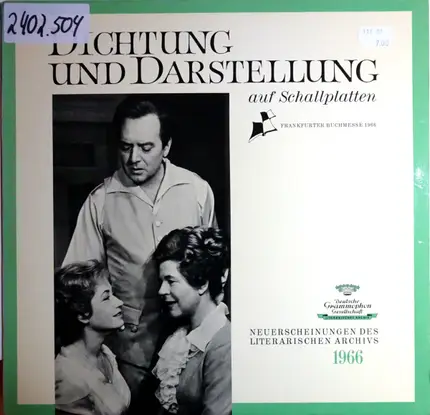 2402.504
DICHTUNG
UND DARSTELLUNG
auf Schallplatten
FRANKFURTER BUCHMESSE 1966
Deutsche
Grammophon
Gesellschaft
NEUERSCHEINUNGEN DES
LITERARISCHEN ARCHIVS
1966